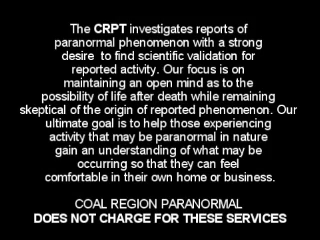 The CRPT investigates reports of
paranormal phenomenon with a strong
desire to find scientific validation for
reported activity. Our focus is on
maintaining an open mind as to the
possibility of life after death while remaining
skeptical of the origin of reported phenomenon. Our
ultimate goal is to help those experiencing
activity that may be paranormal in nature
gain an understanding of what may be
occurring so that they can feel
comfortable in their own home or business.
COAL REGION PARANORMAL
DOES NOT CHARGE FOR THESE SERVICES